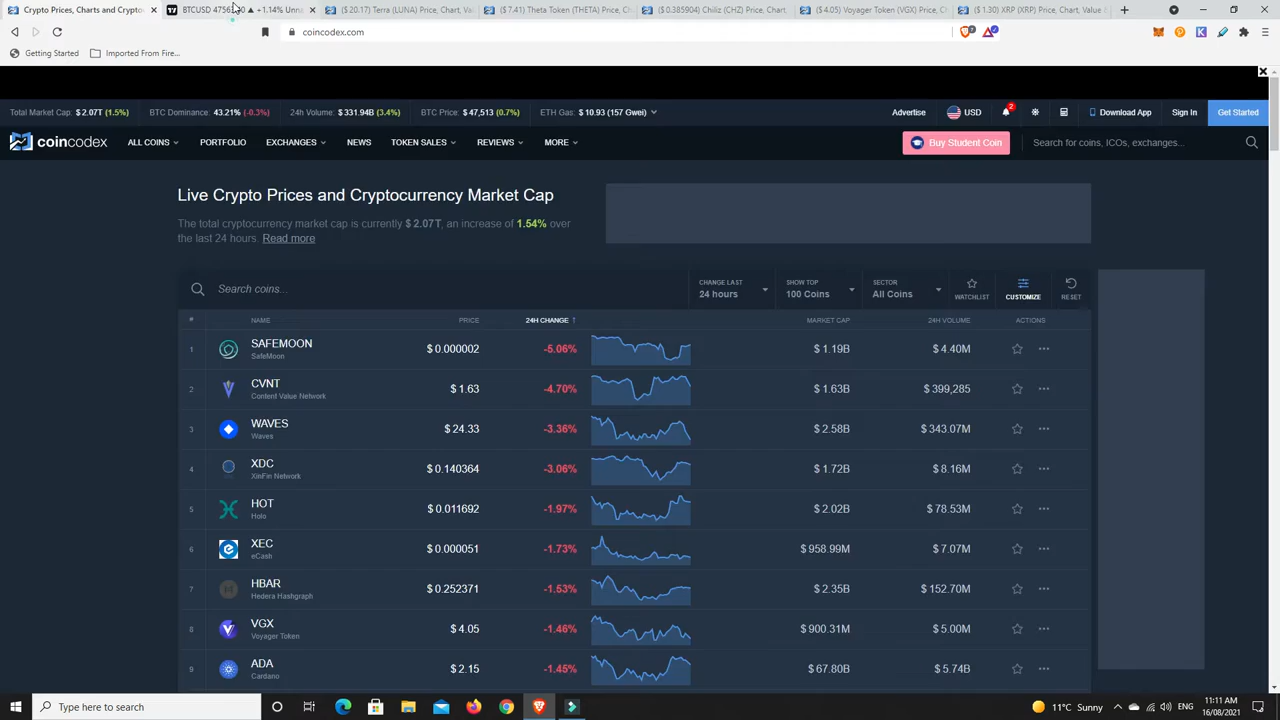 Crypto Prices, Charts and Cryptoc
BTCUSD 4756 ▲ +1.14% Unna
($ 20.17) Terra (LUNA) Price, Chart, Va
($ 7.41) Theta Token (THETA) Price, Ch
($ 0.385904) Chiliz (CHZ) Price, Chart,
($ 4.05) Voyager Token (VGX) Price, Ch
($ 1.30) XRP (XRP) Price, Chart, Value
coincodex.com
Getting Started
Imported From Fire...
Total Market Cap: $ 2.07T (1.5%)
BTC Dominance: 43.21% (-0.3%)
24h Volume: $ 331.94B (3.4%)
BTC Price: $ 47,513 (0.7%)
ETH Gas: $ 10.93 (157 Gwei)
Advertise
USD
2
Download App
Sign In
Get Started
coincodex
ALL COINS
PORTFOLIO
EXCHANGES
NEWS
TOKEN SALES
REVIEWS
MORE
Buy Student Coin
Search for coins, ICOs, exchanges...
Live Crypto Prices and Cryptocurrency Market Cap
The total cryptocurrency market cap is currently $ 2.07T, an increase of 1.54% over
the last 24 hours. Read more
Search coins...
CHANGE LAST
24 hours
SHOW TOP
100 Coins
SECTOR
All Coins
WATCHLIST
CUSTOMIZE
RESET
# NAME PRICE 24H CHANGE ↑ MARKET CAP 24H VOLUME ACTIONS
1 SAFEMOON $ 0.000002 -5.06% $ 1.19B $ 4.40M
SafeMoon
2 CVNT $ 1.63 -4.70% $ 1.63B $ 399,285
Content Value Network
3 WAVES $ 24.33 -3.36% $ 2.58B $ 343.07M
Waves
4 XDC $ 0.140364 -3.06% $ 1.72B $ 8.16M
XinFin Network
5 HOT $ 0.011692 -1.97% $ 2.02B $ 78.53M
Holo
6 XEC $ 0.000051 -1.73% $ 958.99M $ 7.07M
eCash
7 HBAR $ 0.252371 -1.53% $ 2.35B $ 152.70M
Hedera Hashgraph
8 VGX $ 4.05 -1.46% $ 900.31M $ 5.00M
Voyager Token
9 ADA $ 2.15 -1.45% $ 67.80B $ 5.74B
Cardano
Type here to search
11°C Sunny
ENG
11:11 AM
16/08/2021